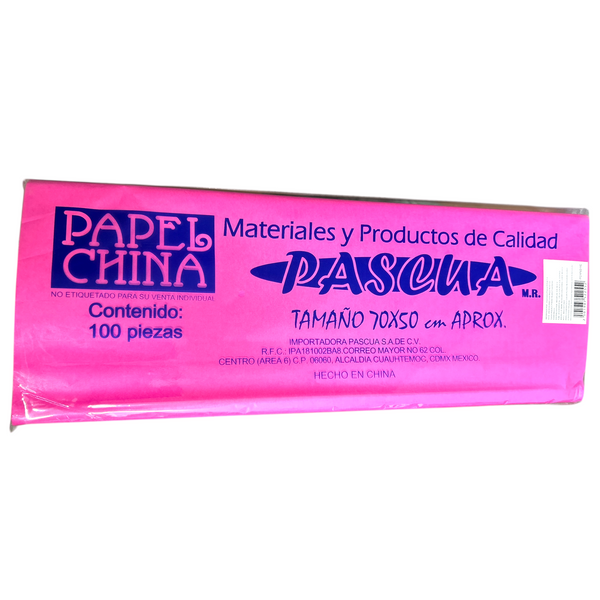 PAPEL
CHINA
NO ETIQUETADO PARA SU VENTA INDIVIDUAL
Contenido:
100 piezas
Materiales y Productos de Calidad
PASCUA
M.R.
TAMAÑO 70X50 cm APROX.
IMPORTADORA PASCUA S.A DE C.V.
R.F.C.: IPA181002BA8.CORREO MAYOR NO 62 COL.
CENTRO (AREA 6) C.P. 06060, ALCALDIA CUAUHTEMOC, CDMX MEXICO.
HECHO EN CHINA